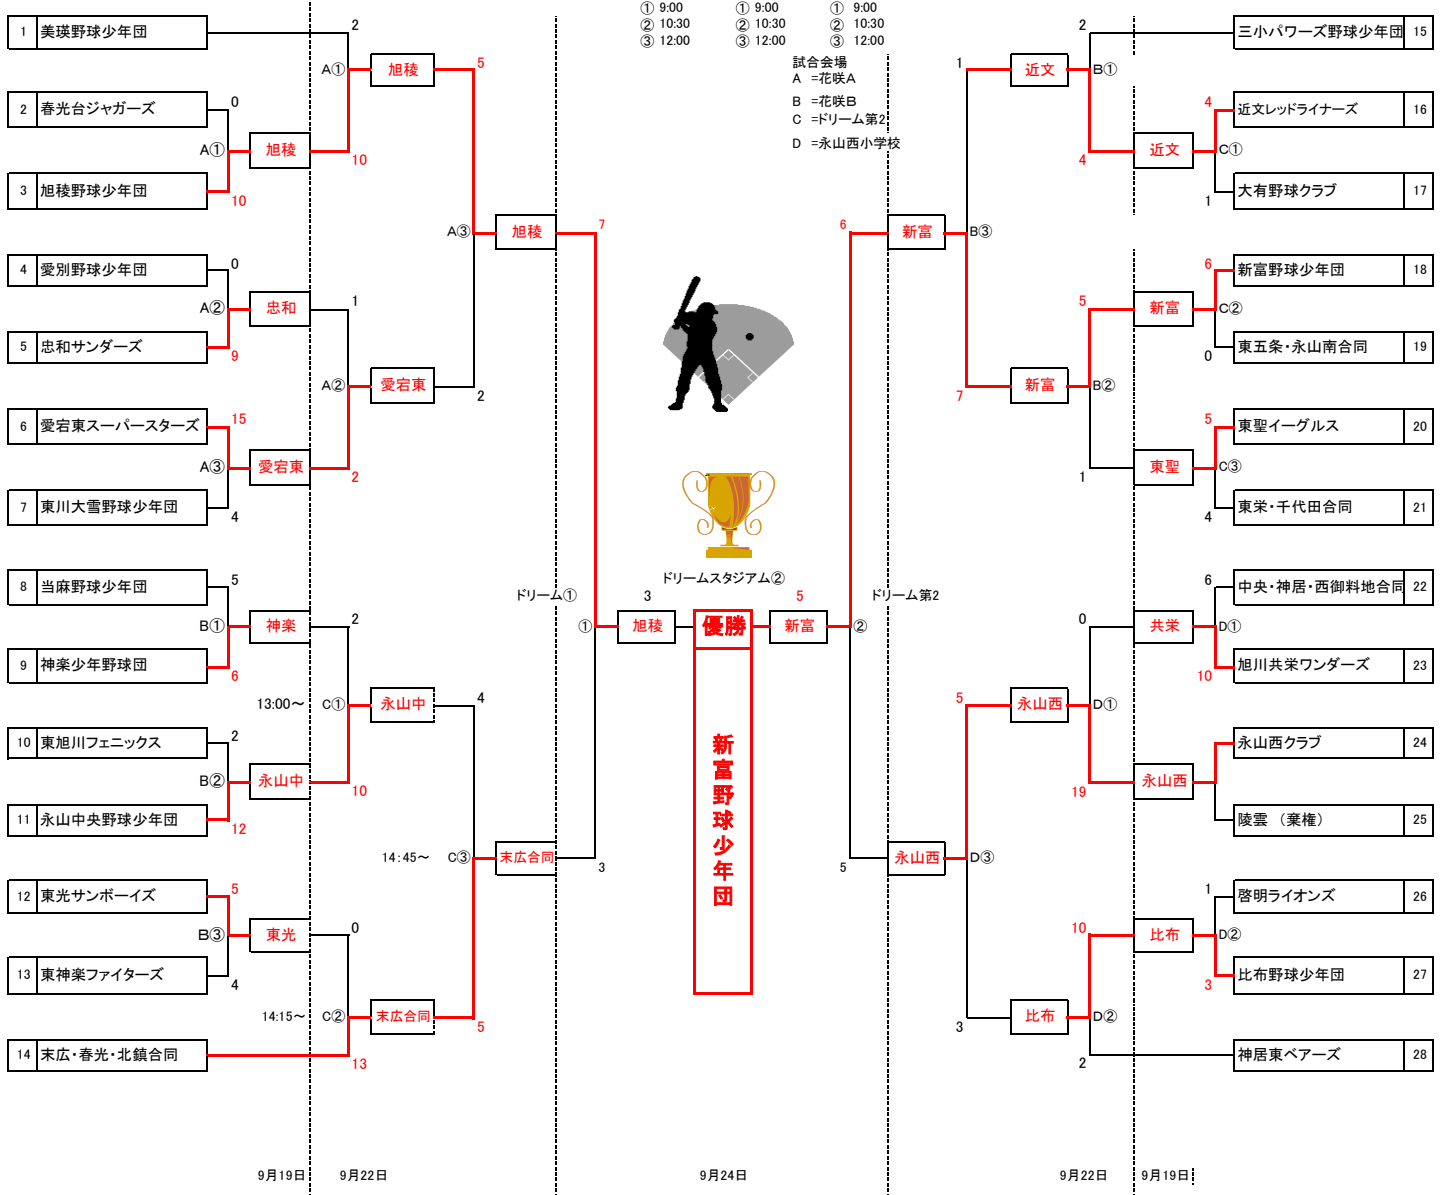 ① 9:00 ① 9:00 ① 9:00
② 10:30 ② 10:30 ② 10:30
③ 12:00 ③ 12:00 ③ 12:00
試合会場
A =花咲A
B =花咲B
C =ドリーム第2
D =永山西小学校
1 美瑛野球少年団 2
A① 旭稜 5
2 春光台ジャガーズ 0
A① 旭稜 10
3 旭稜野球少年団 10
A③ 旭稜 7
4 愛別野球少年団 0
A② 忠和 1
5 忠和サンダーズ 9
A② 愛宕東 2
6 愛宕東スーパースターズ 15
A③ 愛宕東 2
7 東川大雪野球少年団 4
8 当麻野球少年団 5
B① 神楽 2
9 神楽少年野球団 6
13:00～ C① 永山中 4
10 東旭川フェニックス 2
B② 永山中 10
11 永山中央野球少年団 12
14:45～ C③ 末広合同 3
12 東光サンボーイズ 5
B③ 東光 0
13 東神楽ファイターズ 4
14:15～ C② 末広合同 5
14 末広・春光・北鎮合同 13
ドリームスタジアム②
ドリーム① 3 5 ドリーム第2
① 旭稜 優勝 新富 ②
新富野球少年団
2 三小パワーズ野球少年団 15
1 近文 B①
4 近文レッドライナーズ 16
4 近文 C①
1 大有野球クラブ 17
6 新富 B③
6 新富野球少年団 18
5 新富 C②
0 東五条・永山南合同 19
7 新富 B②
5 東聖イーグルス 20
1 東聖 C③
4 東栄・千代田合同 21
6 中央・神居・西御料地合同 22
0 共栄 D①
10 旭川共栄ワンダーズ 23
5 永山西 D①
永山西クラブ 24
19 永山西
陵雲 （棄権） 25
5 永山西 D③
1 啓明ライオンズ 26
10 比布 D②
3 比布野球少年団 27
3 比布 D②
2 神居東ベアーズ 28
9月19日 9月22日 9月24日 9月22日 9月19日